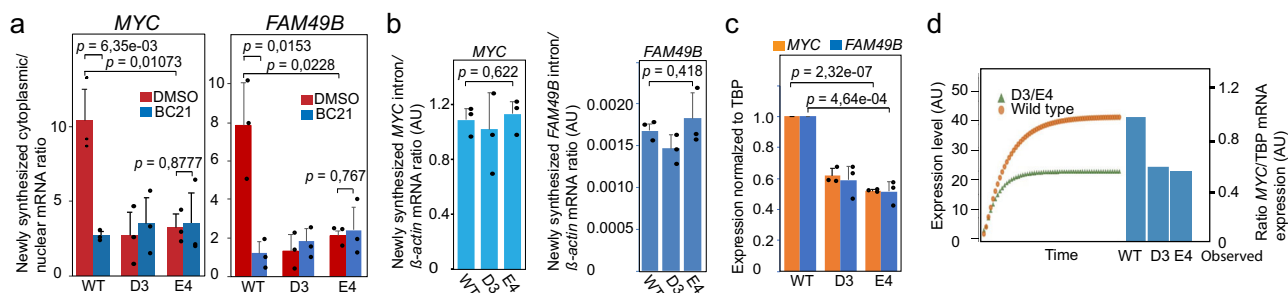 a
MYC
FAM49B
Newly synthesized cytoplasmic/
nuclear mRNA ratio
p = 6,35e-03
p = 0,01073
DMSO
BC21
p = 0,8777
10
5
0
WT
D3
E4
p = 0,0153
p = 0,0228
DMSO
BC21
p = 0,767
10
8
6
4
2
0
WT
D3
E4
b
Newly synthesized MYC intron/
ß-actin mRNA ratio (AU)
MYC
p = 0,622
1.2
0.8
0.4
0
WT
D3
E4
Newly synthesized FAM49B intron/
ß-actin mRNA ratio (AU)
FAM49B
p = 0,418
0.0020
0.0015
0.0010
0.0005
0
WT
D3
E4
c
MYC
FAM49B
Expression normalized to TBP
p = 2,32e-07
p = 4,64e-04
1.0
0.8
0.6
0.4
0.2
0
WT
D3
E4
d
Expression level (AU)
50
40
30
20
10
0
D3/E4
Wild type
Time
WT
D3
E4
Observed
1.2
1.0
0.5
0
Ratio MYC/TBP mRNA
expression (AU)